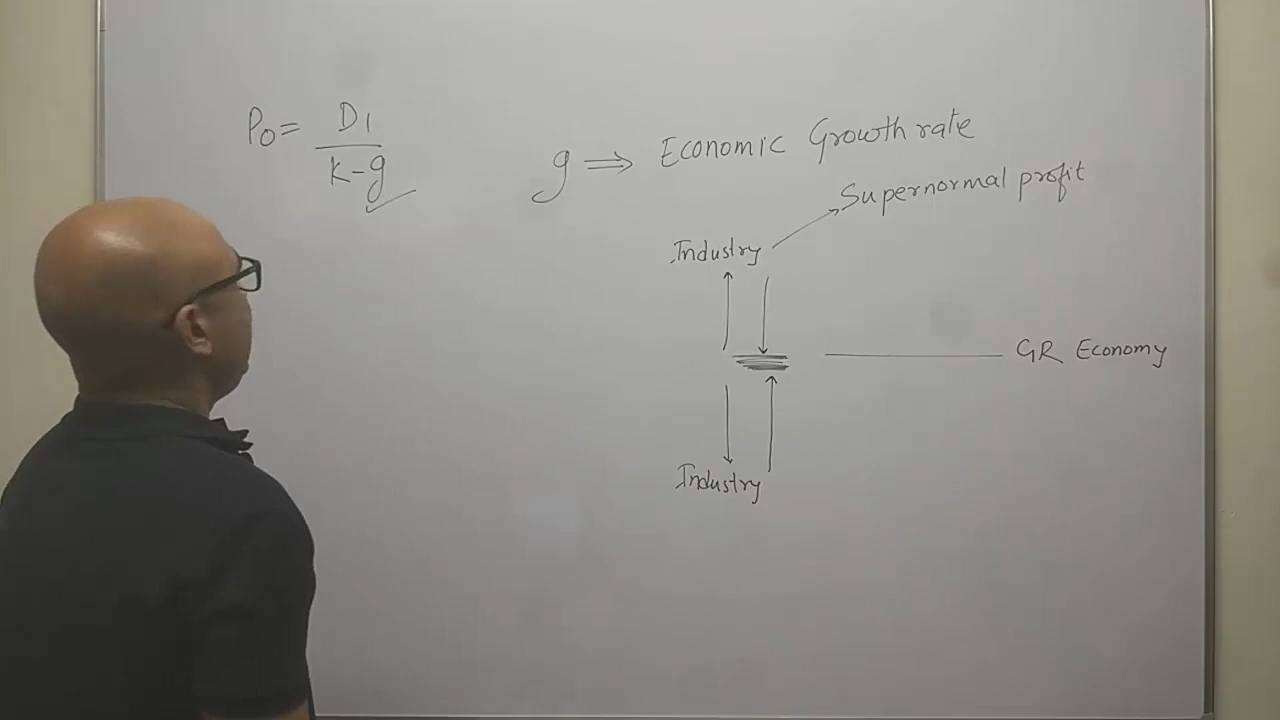 P0 = D1 / k-g
g ⇒ Economic Growth rate
Supernormal profit
Industry
GR Economy
Industry